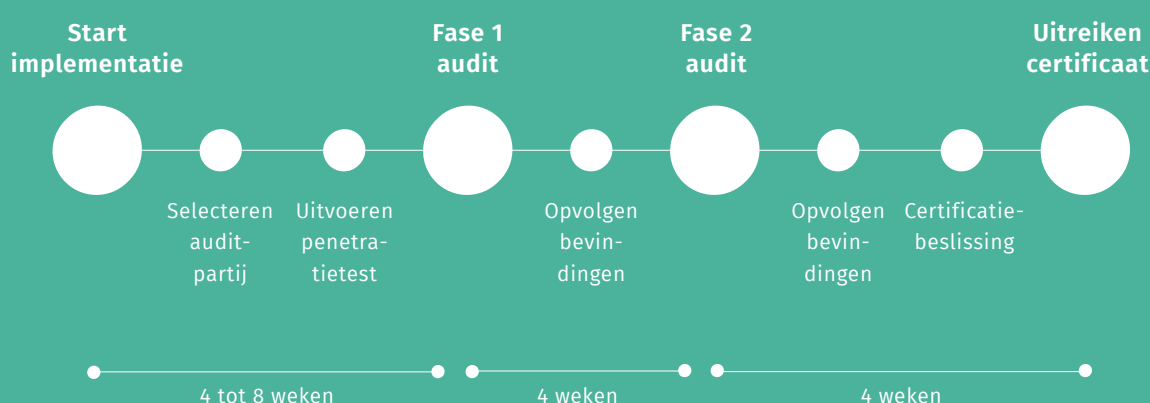 Start
implementatie
Fase 1
audit
Fase 2
audit
Uitreiken
certificaat
Selecteren
audit-
partij
Uitvoeren
penetra-
tietest
Opvolgen
bevin-
dingen
Opvolgen
bevin-
dingen
Certificatie-
beslissing
4 tot 8 weken
4 weken
4 weken